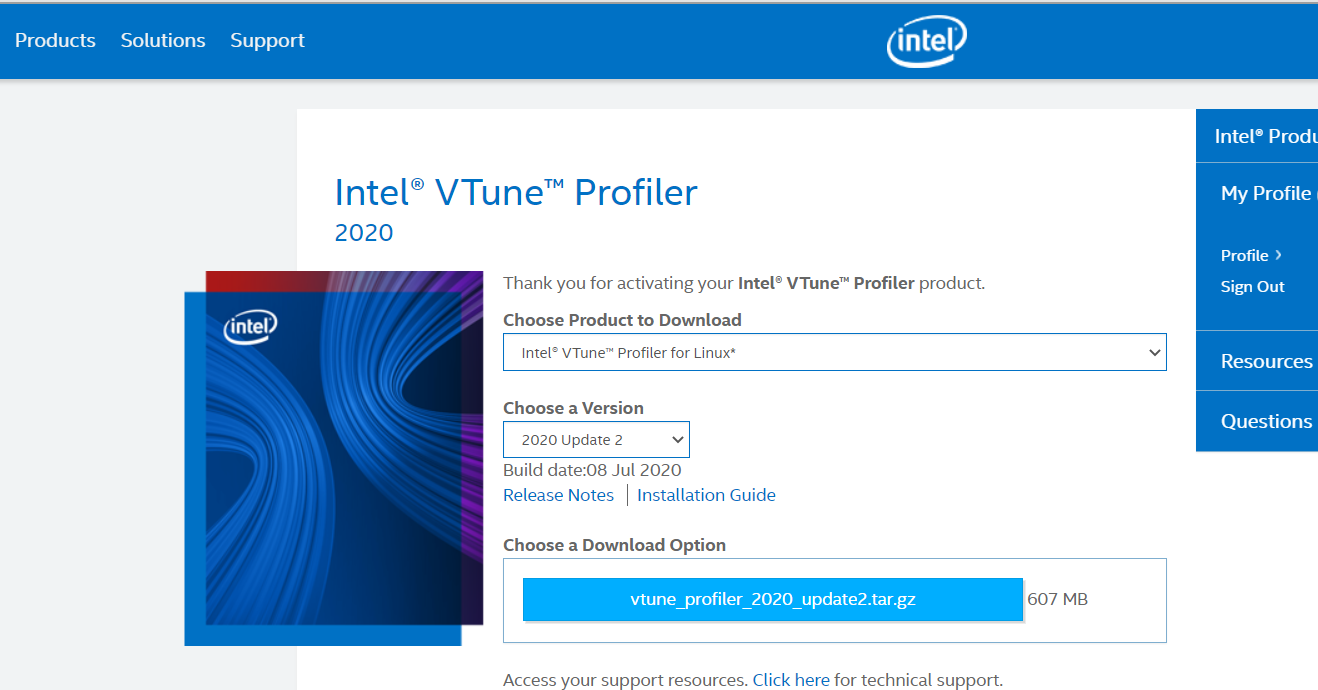 Products Solutions Support
intel
Intel® VTune™ Profiler
2020
intel
Thank you for activating your Intel® VTune™ Profiler product.
Choose Product to Download
Intel® VTune™ Profiler for Linux*
Choose a Version
2020 Update 2
Build date:08 Jul 2020
Release Notes | Installation Guide
Choose a Download Option
vtune_profiler_2020_update2.tar.gz 607 MB
Access your support resources. Click here for technical support.
Intel® Produ
My Profile
Profile ›
Sign Out
Resources
Questions